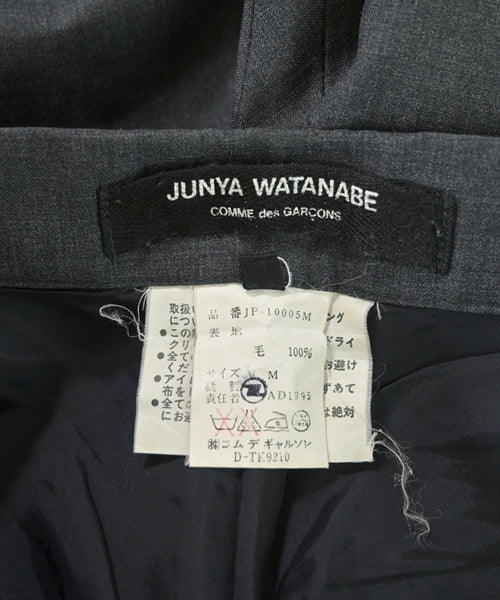 JUNYA WATANABE
COMME des GARÇONS
品 番 JP-10005M
表 地
毛 100%
サイズ M
縫製
責任者 AD1995
㈱コム デ ギャルソン
D-TK9210
取扱い
につい
●この
クリ
●全て
くだ
●アイ
布を
●全て
にお
ング
ドライ
お避け
ずあて
は絶対